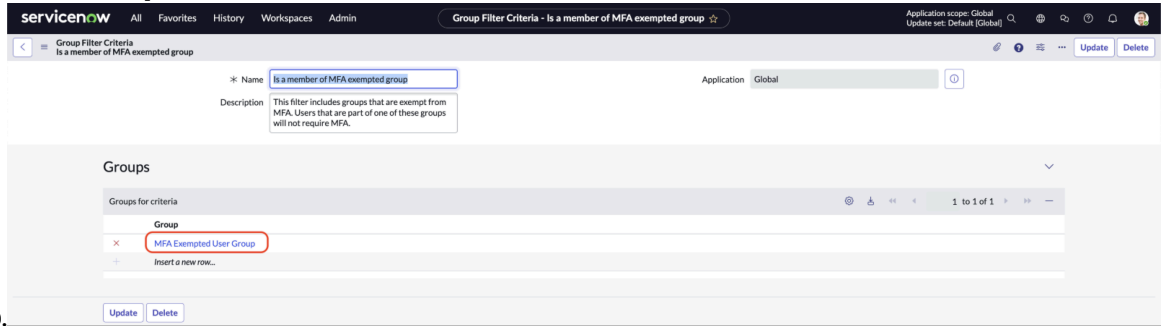 servicenow All Favorites History Workspaces Admin Group Filter Criteria - Is a member of MFA exempted group Application scope: Global
Update set: Default [Global]
Group Filter Criteria
Is a member of MFA exempted group
Update Delete
* Name Is a member of MFA exempted group Application Global
Description This filter includes groups that are exempt from
MFA. Users that are part of one of these groups
will not require MFA.
Groups
Groups for criteria 1 to 1 of 1
Group
MFA Exempted User Group
Insert a new row...
Update Delete